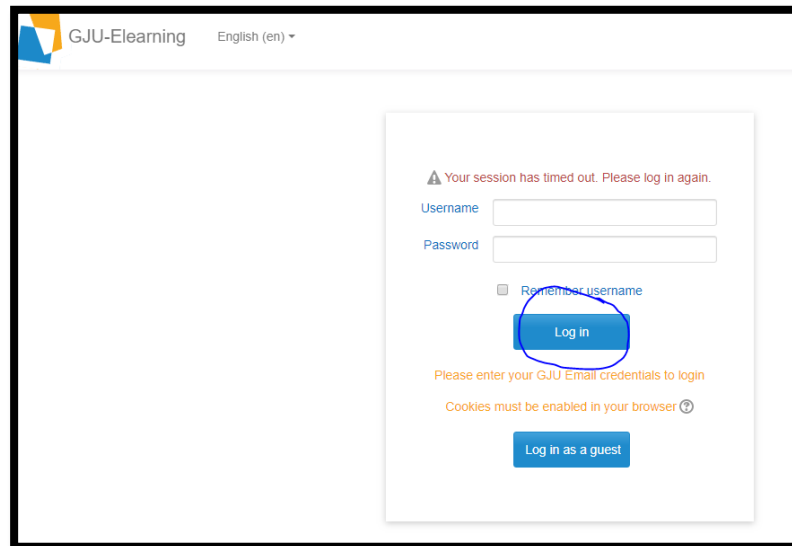 GJU-Elearning English (en)
Your session has timed out. Please log in again.
Username
Password
Remember username
Log in
Please enter your GJU Email credentials to login
Cookies must be enabled in your browser
Log in as a guest